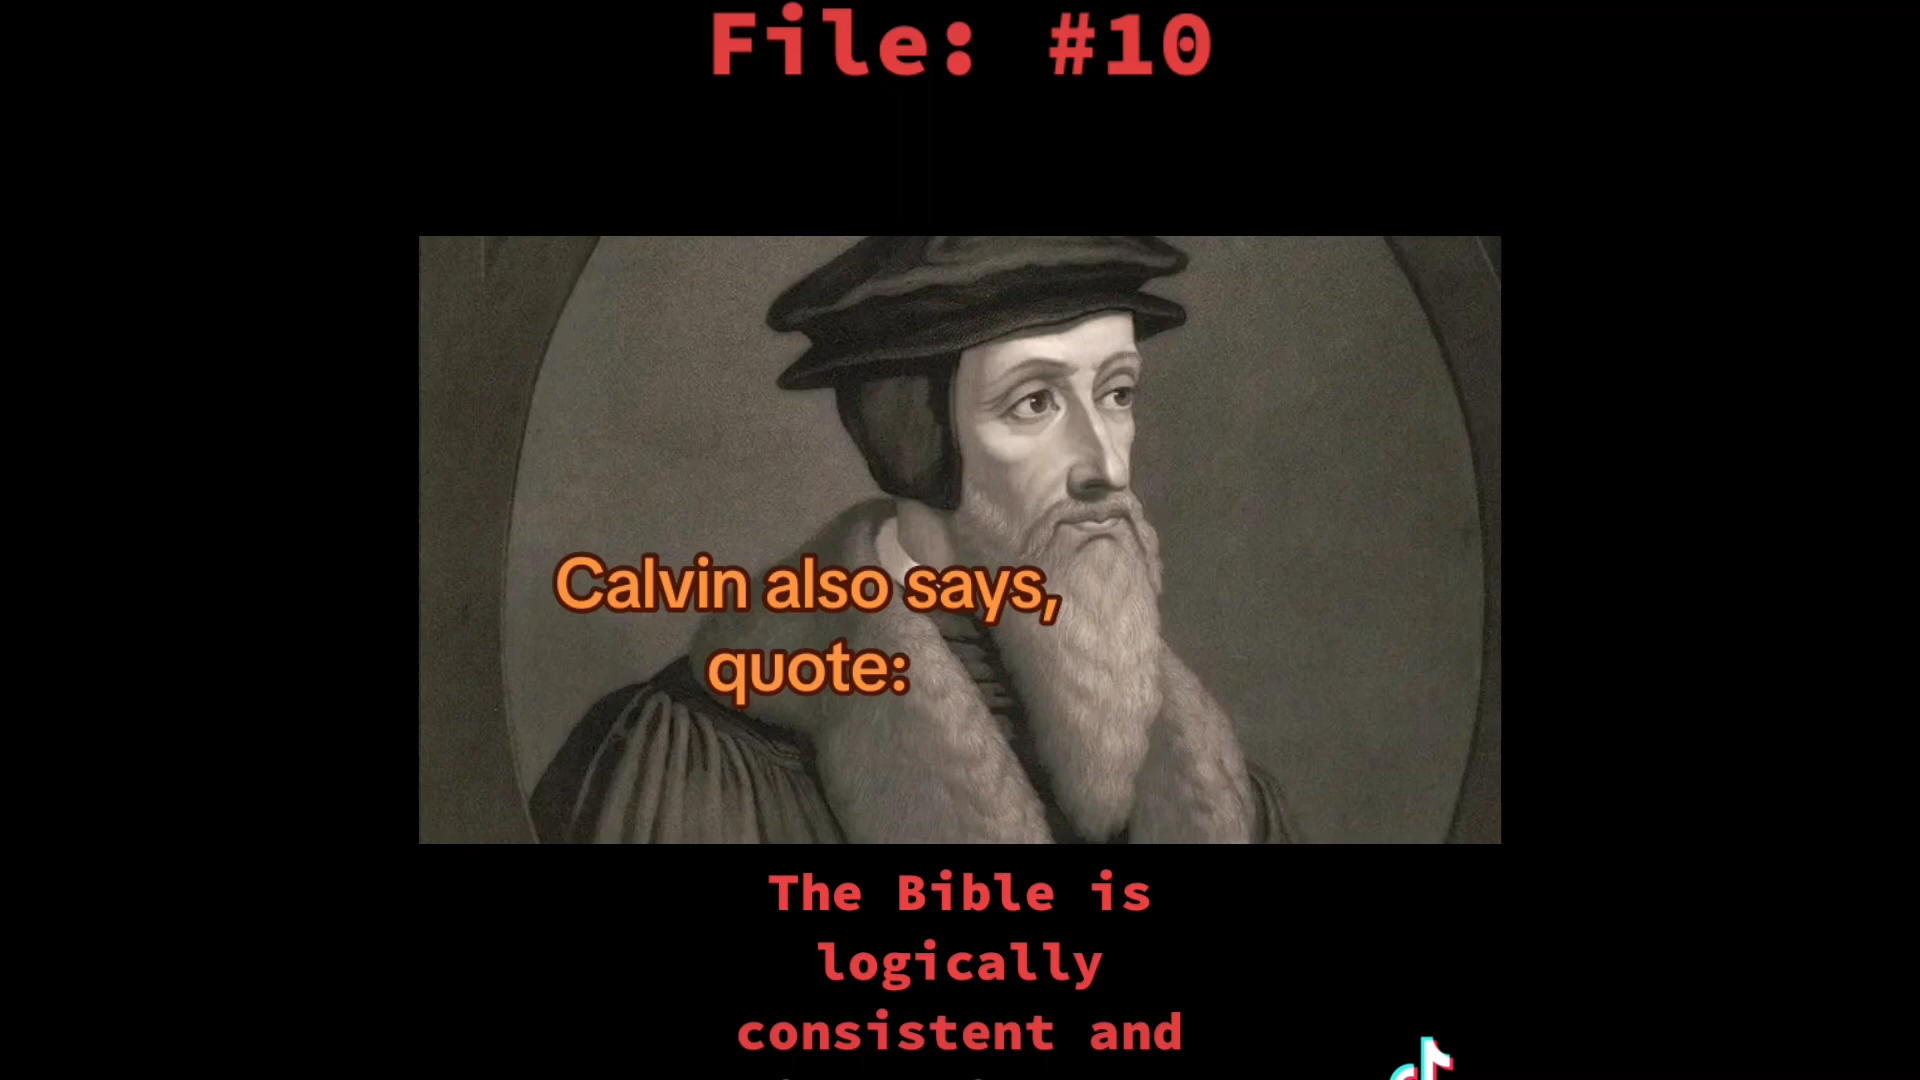 File: #10
Calvin also says,
quote:
The Bible is
logically
consistent and